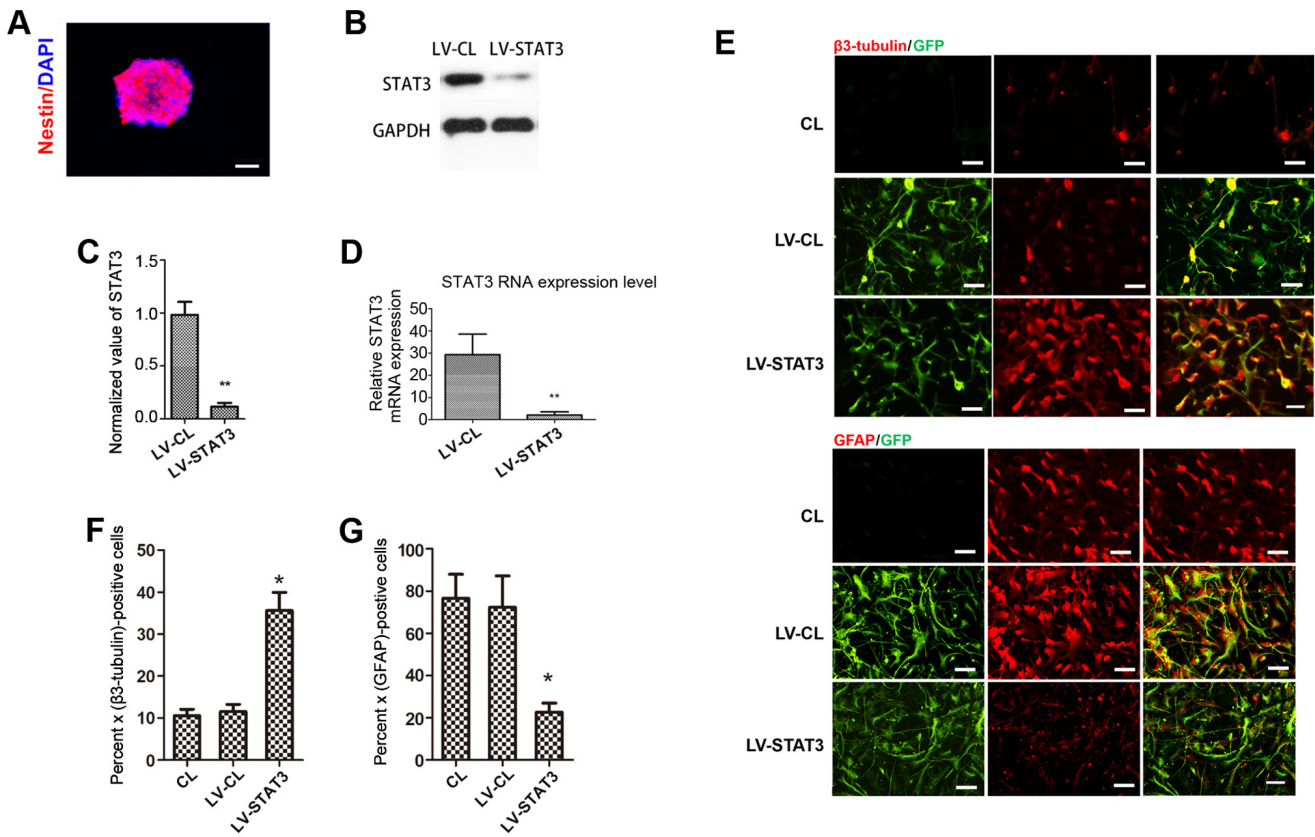 A
Nestin/DAPI
B
LV-CL LV-STAT3
STAT3
GAPDH
C
Normalized value of STAT3
1.5
1.0
0.5
0.0
**
LV-CL
LV-STAT3
D
STAT3 RNA expression level
Relative STAT3
mRNA expression
50
40
30
20
10
0
**
LV-CL
LV-STAT3
E
β3-tubulin/GFP
CL
LV-CL
LV-STAT3
GFAP/GFP
CL
LV-CL
LV-STAT3
F
Percent x (β3-tubulin)-positive cells
50
40
30
20
10
0
*
CL
LV-CL
LV-STAT3
G
Percent x (GFAP)-postive cells
100
80
60
40
20
0
*
CL
LV-CL
LV-STAT3